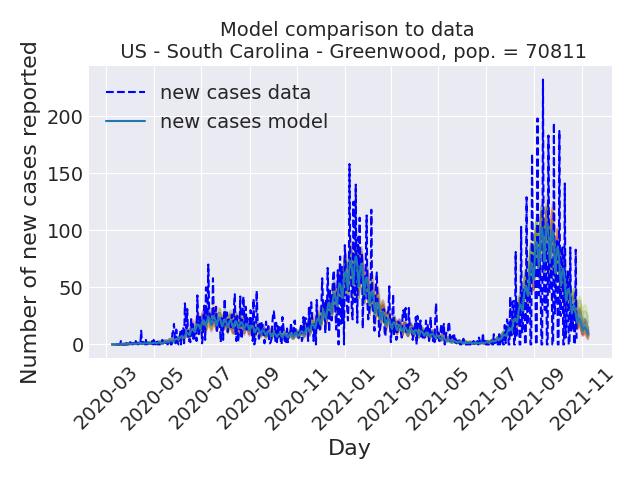 Model comparison to data
US - South Carolina - Greenwood, pop. = 70811
Number of new cases reported
new cases data
new cases model
200
150
100
50
0
2020-03
2020-05
2020-07
2020-09
2020-11
2021-01
2021-03
2021-05
2021-07
2021-09
2021-11
Day